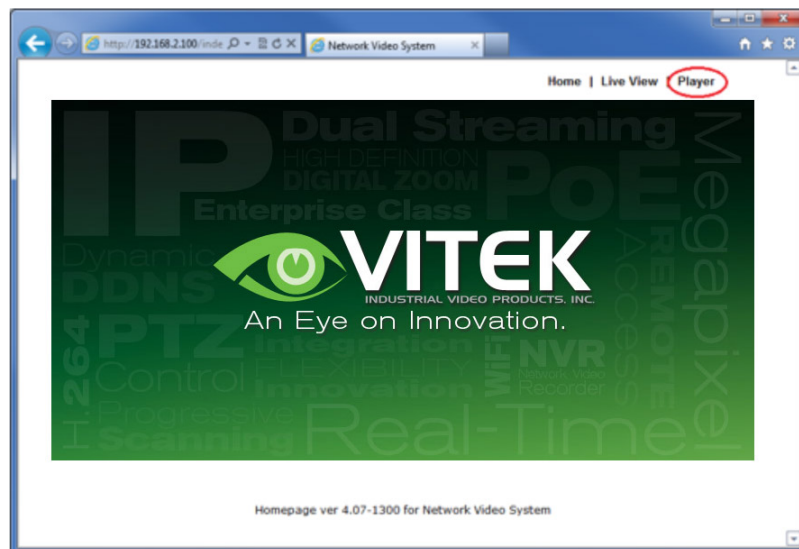 http://192.168.2.100/inde
Network Video System
Home | Live View | Player
IP
Dual Streaming
HIGH DEFINITION
DIGITAL ZOOM
PoE
Enterprise Class
Megapixel
Dynamic
DDNS
REMOTE
Access
VITEK
INDUSTRIAL VIDEO PRODUCTS, INC.
An Eye on Innovation.
H.264
PTZ
Integration
WiFi
NVR
Network Video
Recorder
Control
FLEXIBILITY
Innovation
Progressive
Scanning
Real-Time
Homepage ver 4.07-1300 for Network Video System